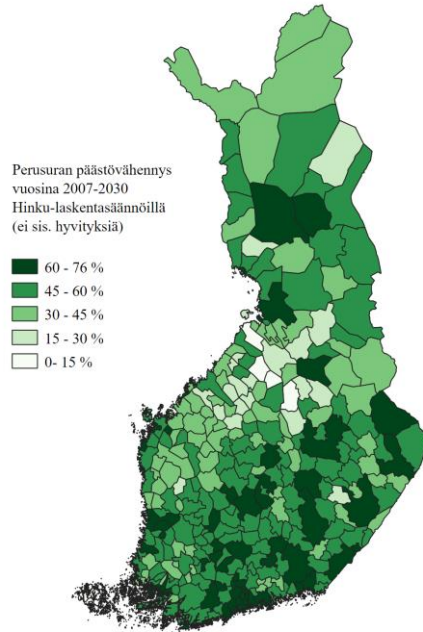 Perusuran päästövähennys
vuosina 2007-2030
Hinku-laskentasäännöillä
(ei sis. hyvityksiä)
60 - 76 %
45 - 60 %
30 - 45 %
15 - 30 %
0- 15 %